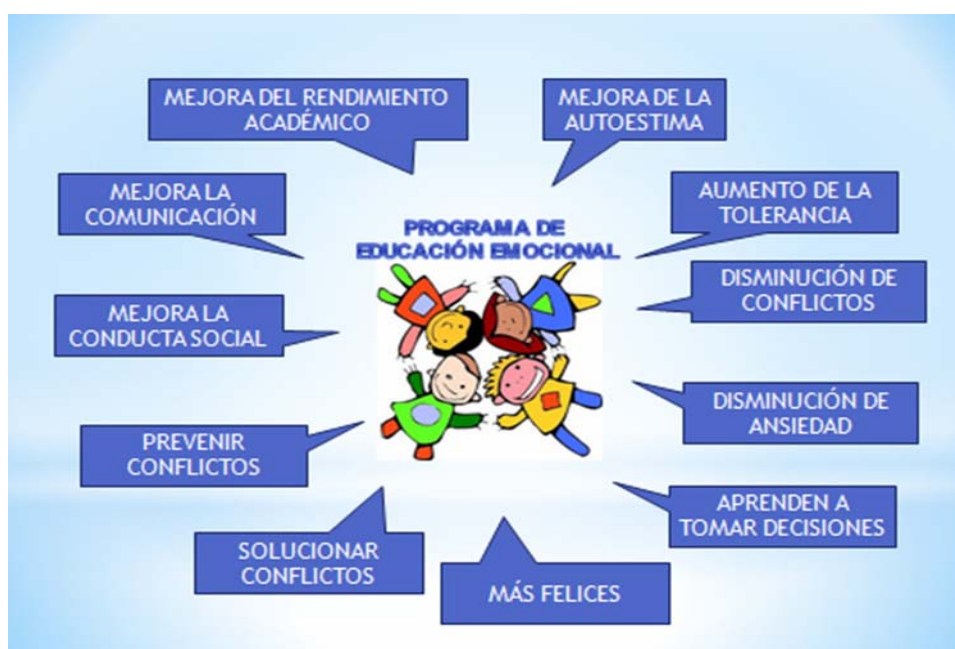 MEJORA DEL RENDIMIENTO
ACADÉMICO
MEJORA DE LA
AUTOESTIMA
MEJORA LA
COMUNICACIÓN
AUMENTO DE LA
TOLERANCIA
PROGRAMA DE
EDUCACIÓN EMOCIONAL
DISMINUCIÓN DE
CONFLICTOS
MEJORA LA
CONDUCTA SOCIAL
DISMINUCIÓN DE
ANSIEDAD
PREVENIR
CONFLICTOS
APRENDEN A
TOMAR DECISIONES
SOLUCIONAR
CONFLICTOS
MÁS FELICES